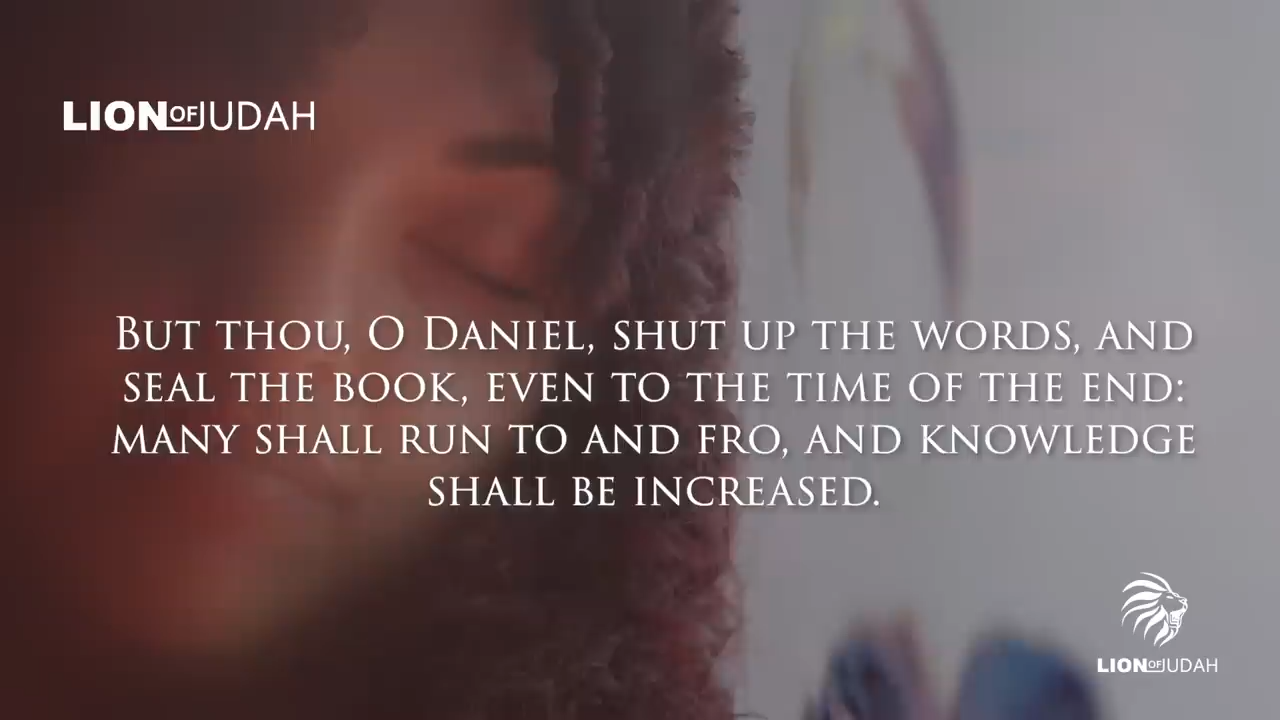 LION OF JUDAH
BUT THOU, O DANIEL, SHUT UP THE WORDS, AND
SEAL THE BOOK, EVEN TO THE TIME OF THE END:
MANY SHALL RUN TO AND FRO, AND KNOWLEDGE
SHALL BE INCREASED.
LION OF JUDAH